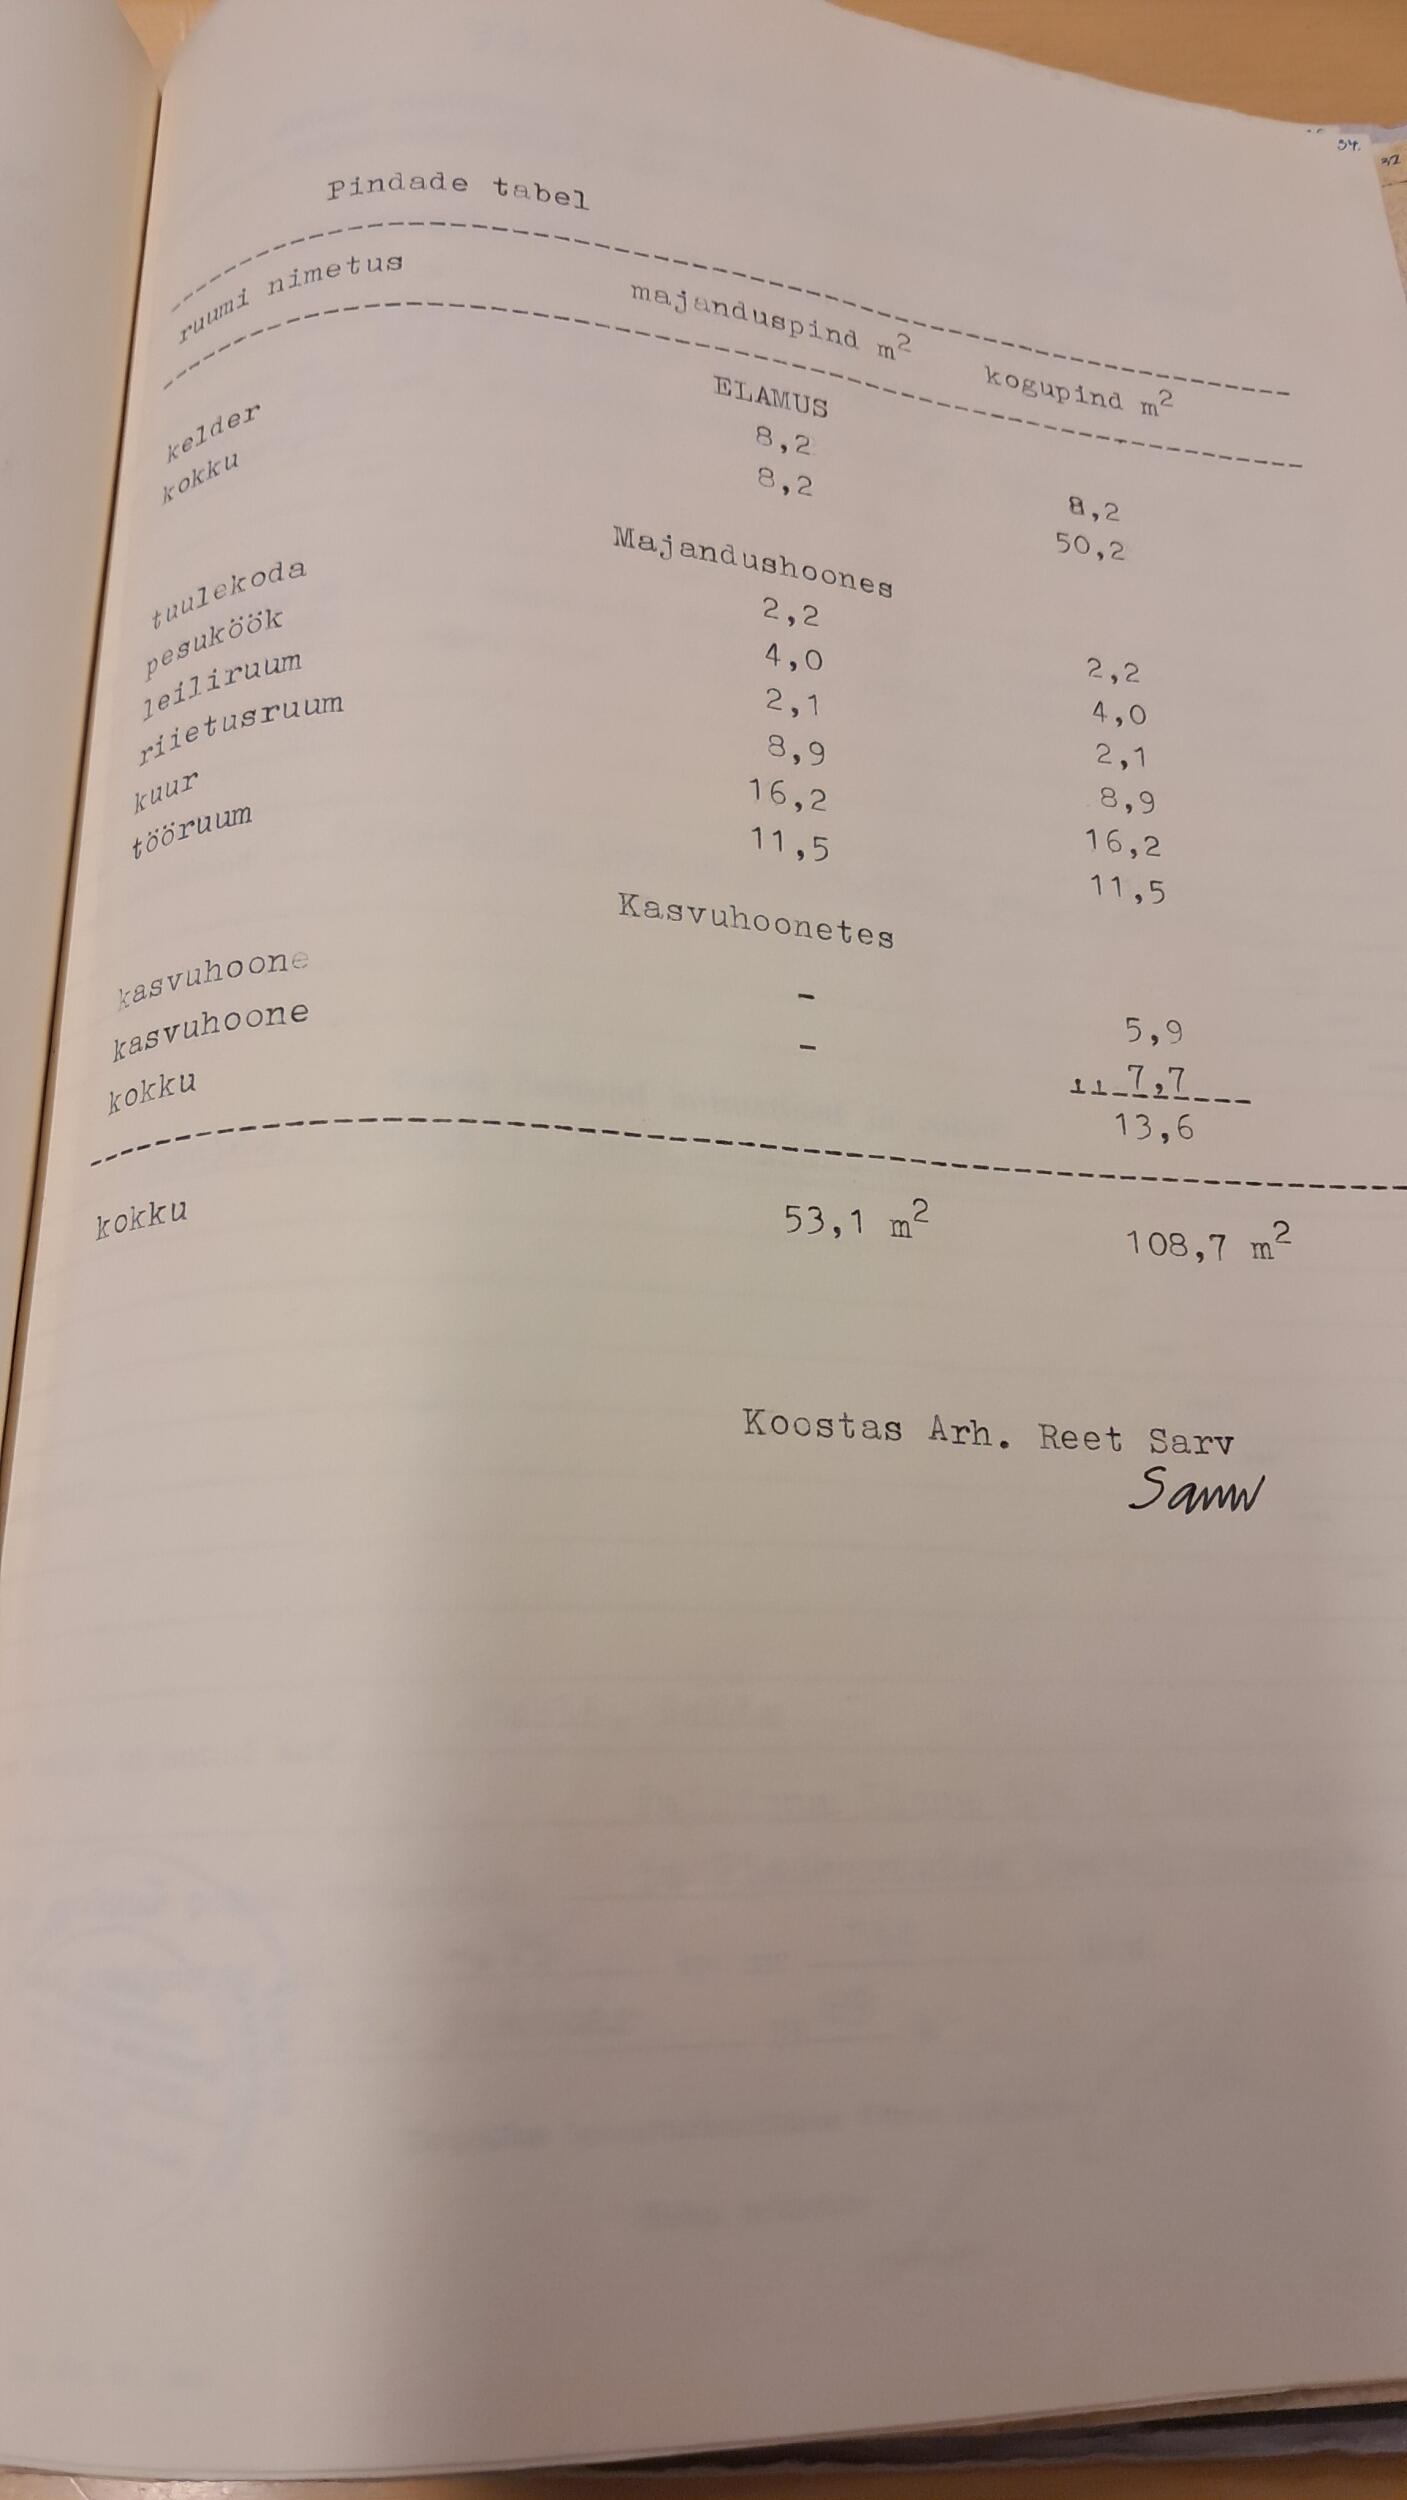 34.
32
Pindade tabel
ruumi nimetus majanduspind m² kogupind m²
ELAMUS
kelder 8,2 8,2
kokku 8,2 50,2
Majandushoones
tuulekoda 2,2 2,2
pesuköök 4,0 4,0
leiliruum 2,1 2,1
riietusruum 8,9 8,9
kuur 16,2 16,2
tööruum 11,5 11,5
Kasvuhoonetes
kasvuhoone - 5,9
kasvuhoone - 7,7
kokku 13,6
kokku 53,1 m² 108,7 m²
Koostas Arh. Reet Sarv